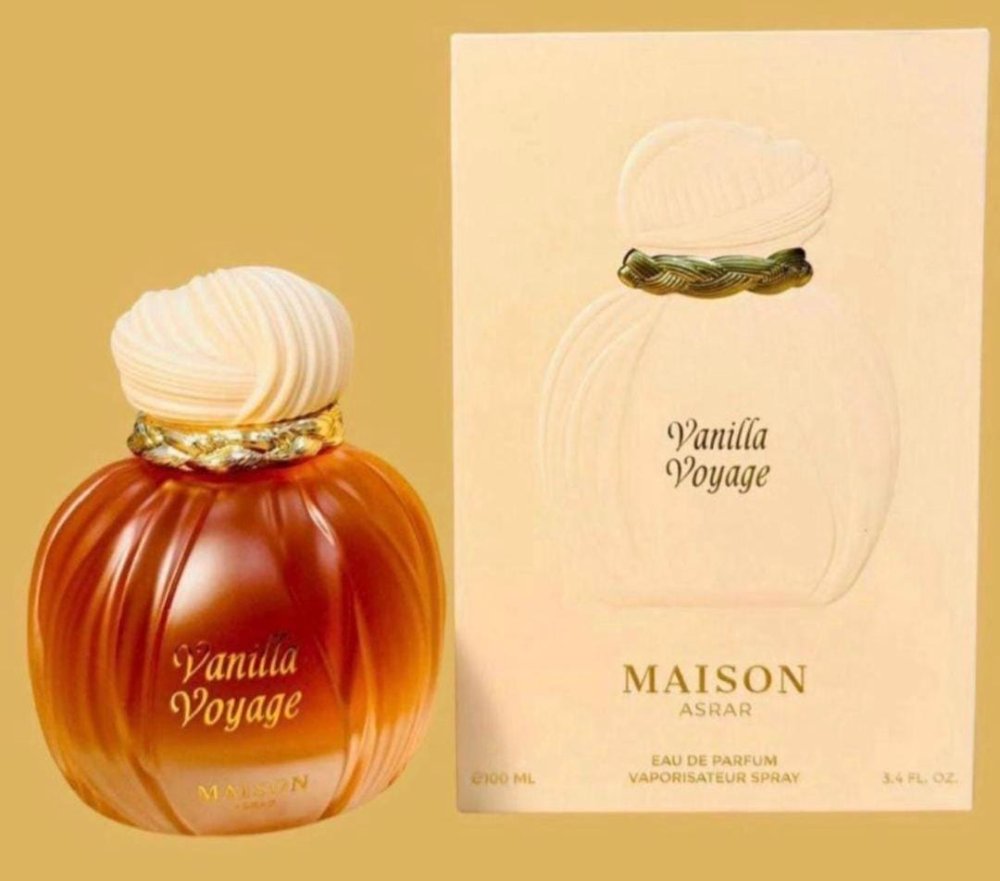 Vanilla
Voyage
MAISON
ASRAR
Vanilla
Voyage
MAISON
ASRAR
EAU DE PARFUM
VAPORISATEUR SPRAY
℮100 ML
3.4 FL. OZ.